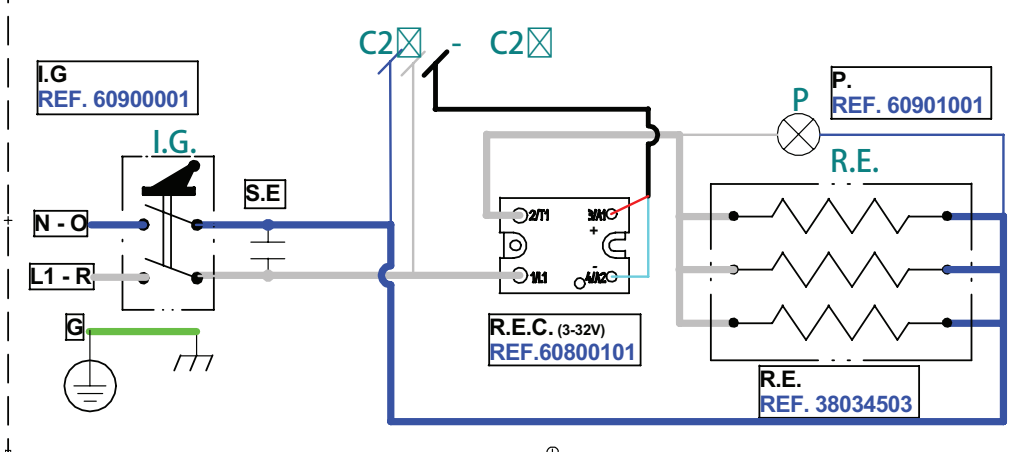 C2 - C2
I.G
REF. 60900001
P.
REF. 60901001
P
I.G.
R.E.
S.E
N - O
2/T1
3/A1
+
L1 - R
1/L1
-
4/A2
G
R.E.C. (3-32V)
REF.60800101
R.E.
REF. 38034503